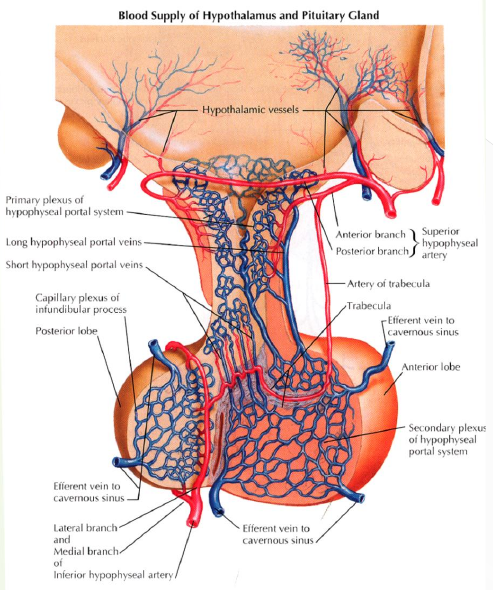 Blood Supply of Hypothalamus and Pituitary Gland
Hypothalamic vessels
Primary plexus of
hypophyseal portal system
Long hypophyseal portal veins
Short hypophyseal portal veins
Anterior branch
Posterior branch
Superior
hypophyseal
artery
Artery of trabecula
Trabecula
Capillary plexus of
infundibular process
Posterior lobe
Efferent vein to
cavernous sinus
Anterior lobe
Secondary plexus
of hypophyseal
portal system
Efferent vein to
cavernous sinus
Lateral branch
and
Medial branch
of
Inferior hypophyseal artery
Efferent vein to
cavernous sinus